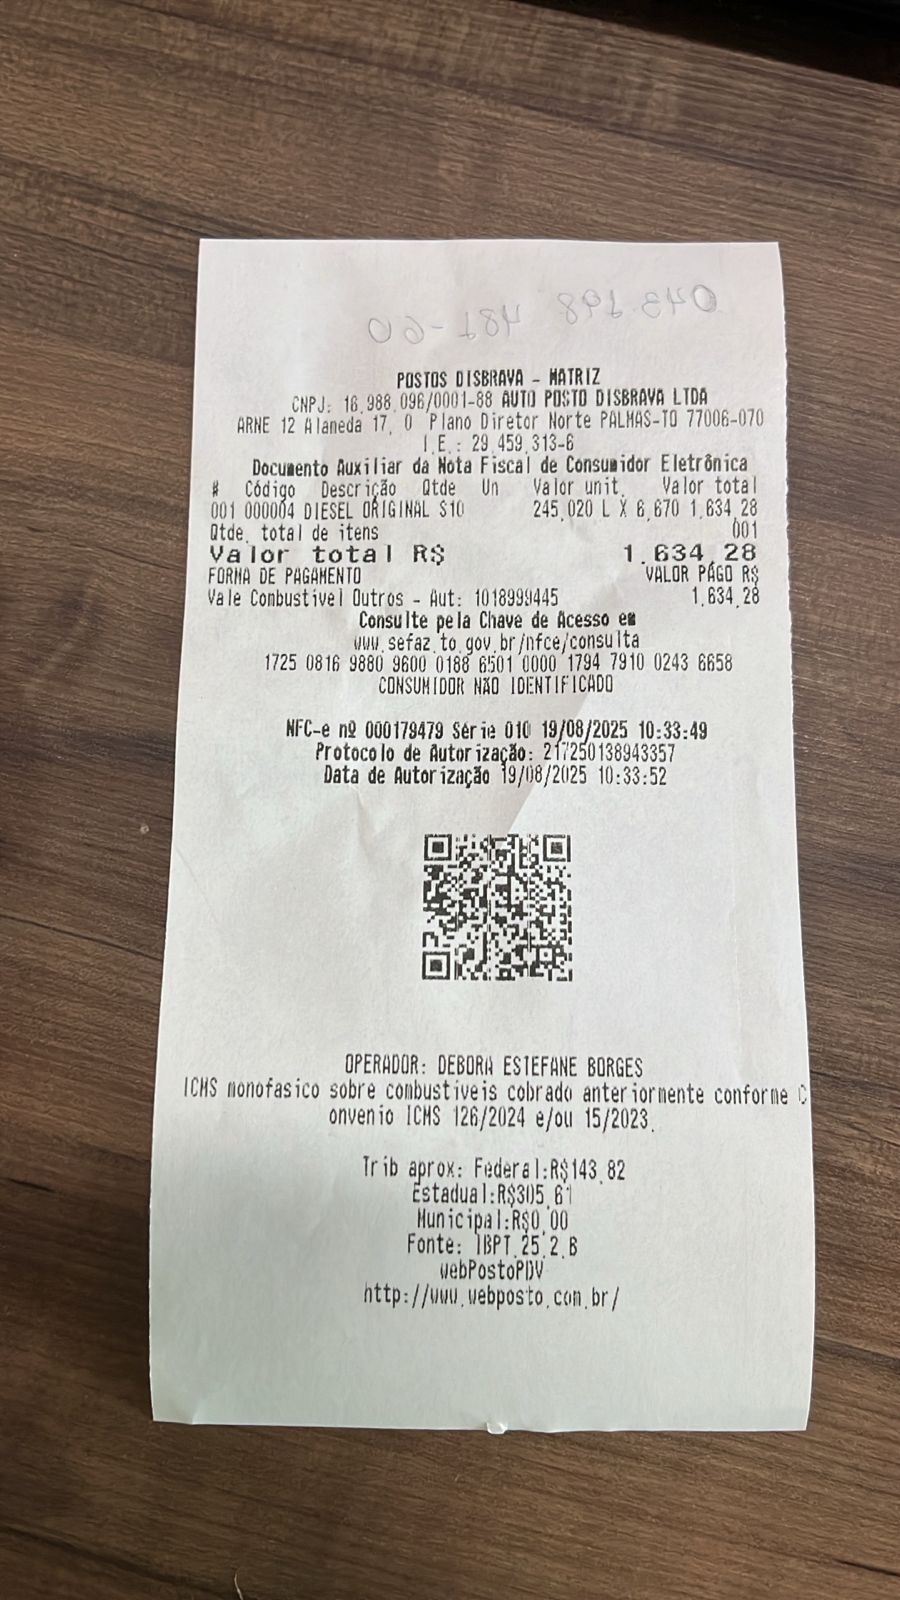 POSTOS DISBRAVA - MATRIZ
CNPJ: 16.988.096/0001-88 AUTO POSTO DISBRAVA LTDA
ARNE 12 Alameda 17, 0 Plano Diretor Norte PALMAS-TO 77006-070
I.E.: 29.459.313-6
Documento Auxiliar da Nota Fiscal de Consumidor Eletrônica
# Código Descrição Qtde Un Valor unit. Valor total
001 000004 DIESEL ORIGINAL S10 245,020 L X 6,670 1.634,28
Qtde. total de itens 001
Valor total R$ 1.634,28
FORMA DE PAGAMENTO VALOR PAGO R$
Vale Combustível Outros - Aut: 1018999445 1.634,28
Consulte pela Chave de Acesso em
www.sefaz.to.gov.br/nfce/consulta
1725 0816 9880 9600 0188 6501 0000 1794 7910 0243 6658
CONSUMIDOR NÃO IDENTIFICADO
NFC-e nº 000179479 Série 010 19/08/2025 10:33:49
Protocolo de Autorização: 217250138943357
Data de Autorização 19/08/2025 10:33:52
OPERADOR: DEBORA ESTEFANE BORGES
ICMS monofasico sobre combustíveis cobrado anteriormente conforme C
onvenio ICMS 126/2024 e/ou 15/2023.
Trib aprox: Federal:R$143,82
Estadual:R$305,61
Municipal:R$0,00
Fonte: IBPT.25.2.B
webPostoPDV
http://www.webposto.com.br/